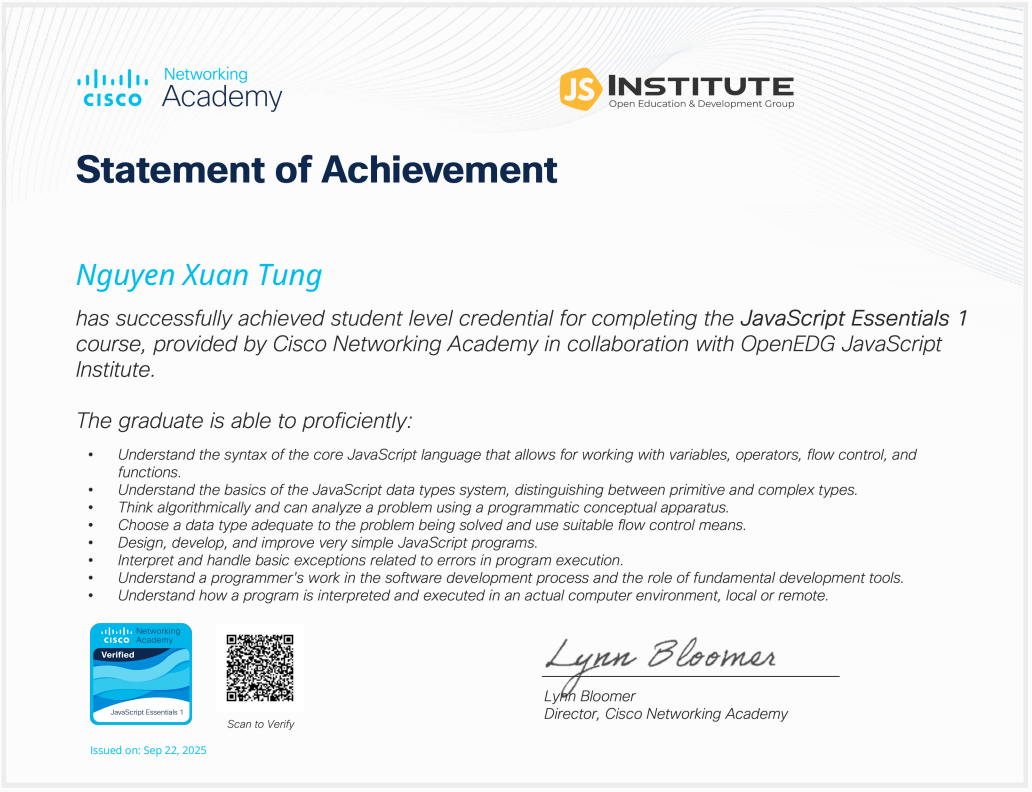 Networking
Academy
CISCO
JS INSTITUTE
Open Education & Development Group
Statement of Achievement
Nguyen Xuan Tung
has successfully achieved student level credential for completing the JavaScript Essentials 1
course, provided by Cisco Networking Academy in collaboration with OpenEDG JavaScript
Institute.
The graduate is able to proficiently:
• Understand the syntax of the core JavaScript language that allows for working with variables, operators, flow control, and
functions.
• Understand the basics of the JavaScript data types system, distinguishing between primitive and complex types.
• Think algorithmically and can analyze a problem using a programmatic conceptual apparatus.
• Choose a data type adequate to the problem being solved and use suitable flow control means.
• Design, develop, and improve very simple JavaScript programs.
• Interpret and handle basic exceptions related to errors in program execution.
• Understand a programmer's work in the software development process and the role of fundamental development tools.
• Understand how a program is interpreted and executed in an actual computer environment, local or remote.
Networking
CISCO Academy
Verified
JavaScript Essentials 1
Scan to Verify
Issued on: Sep 22, 2025
Lynn Bloomer
Lynn Bloomer
Director, Cisco Networking Academy